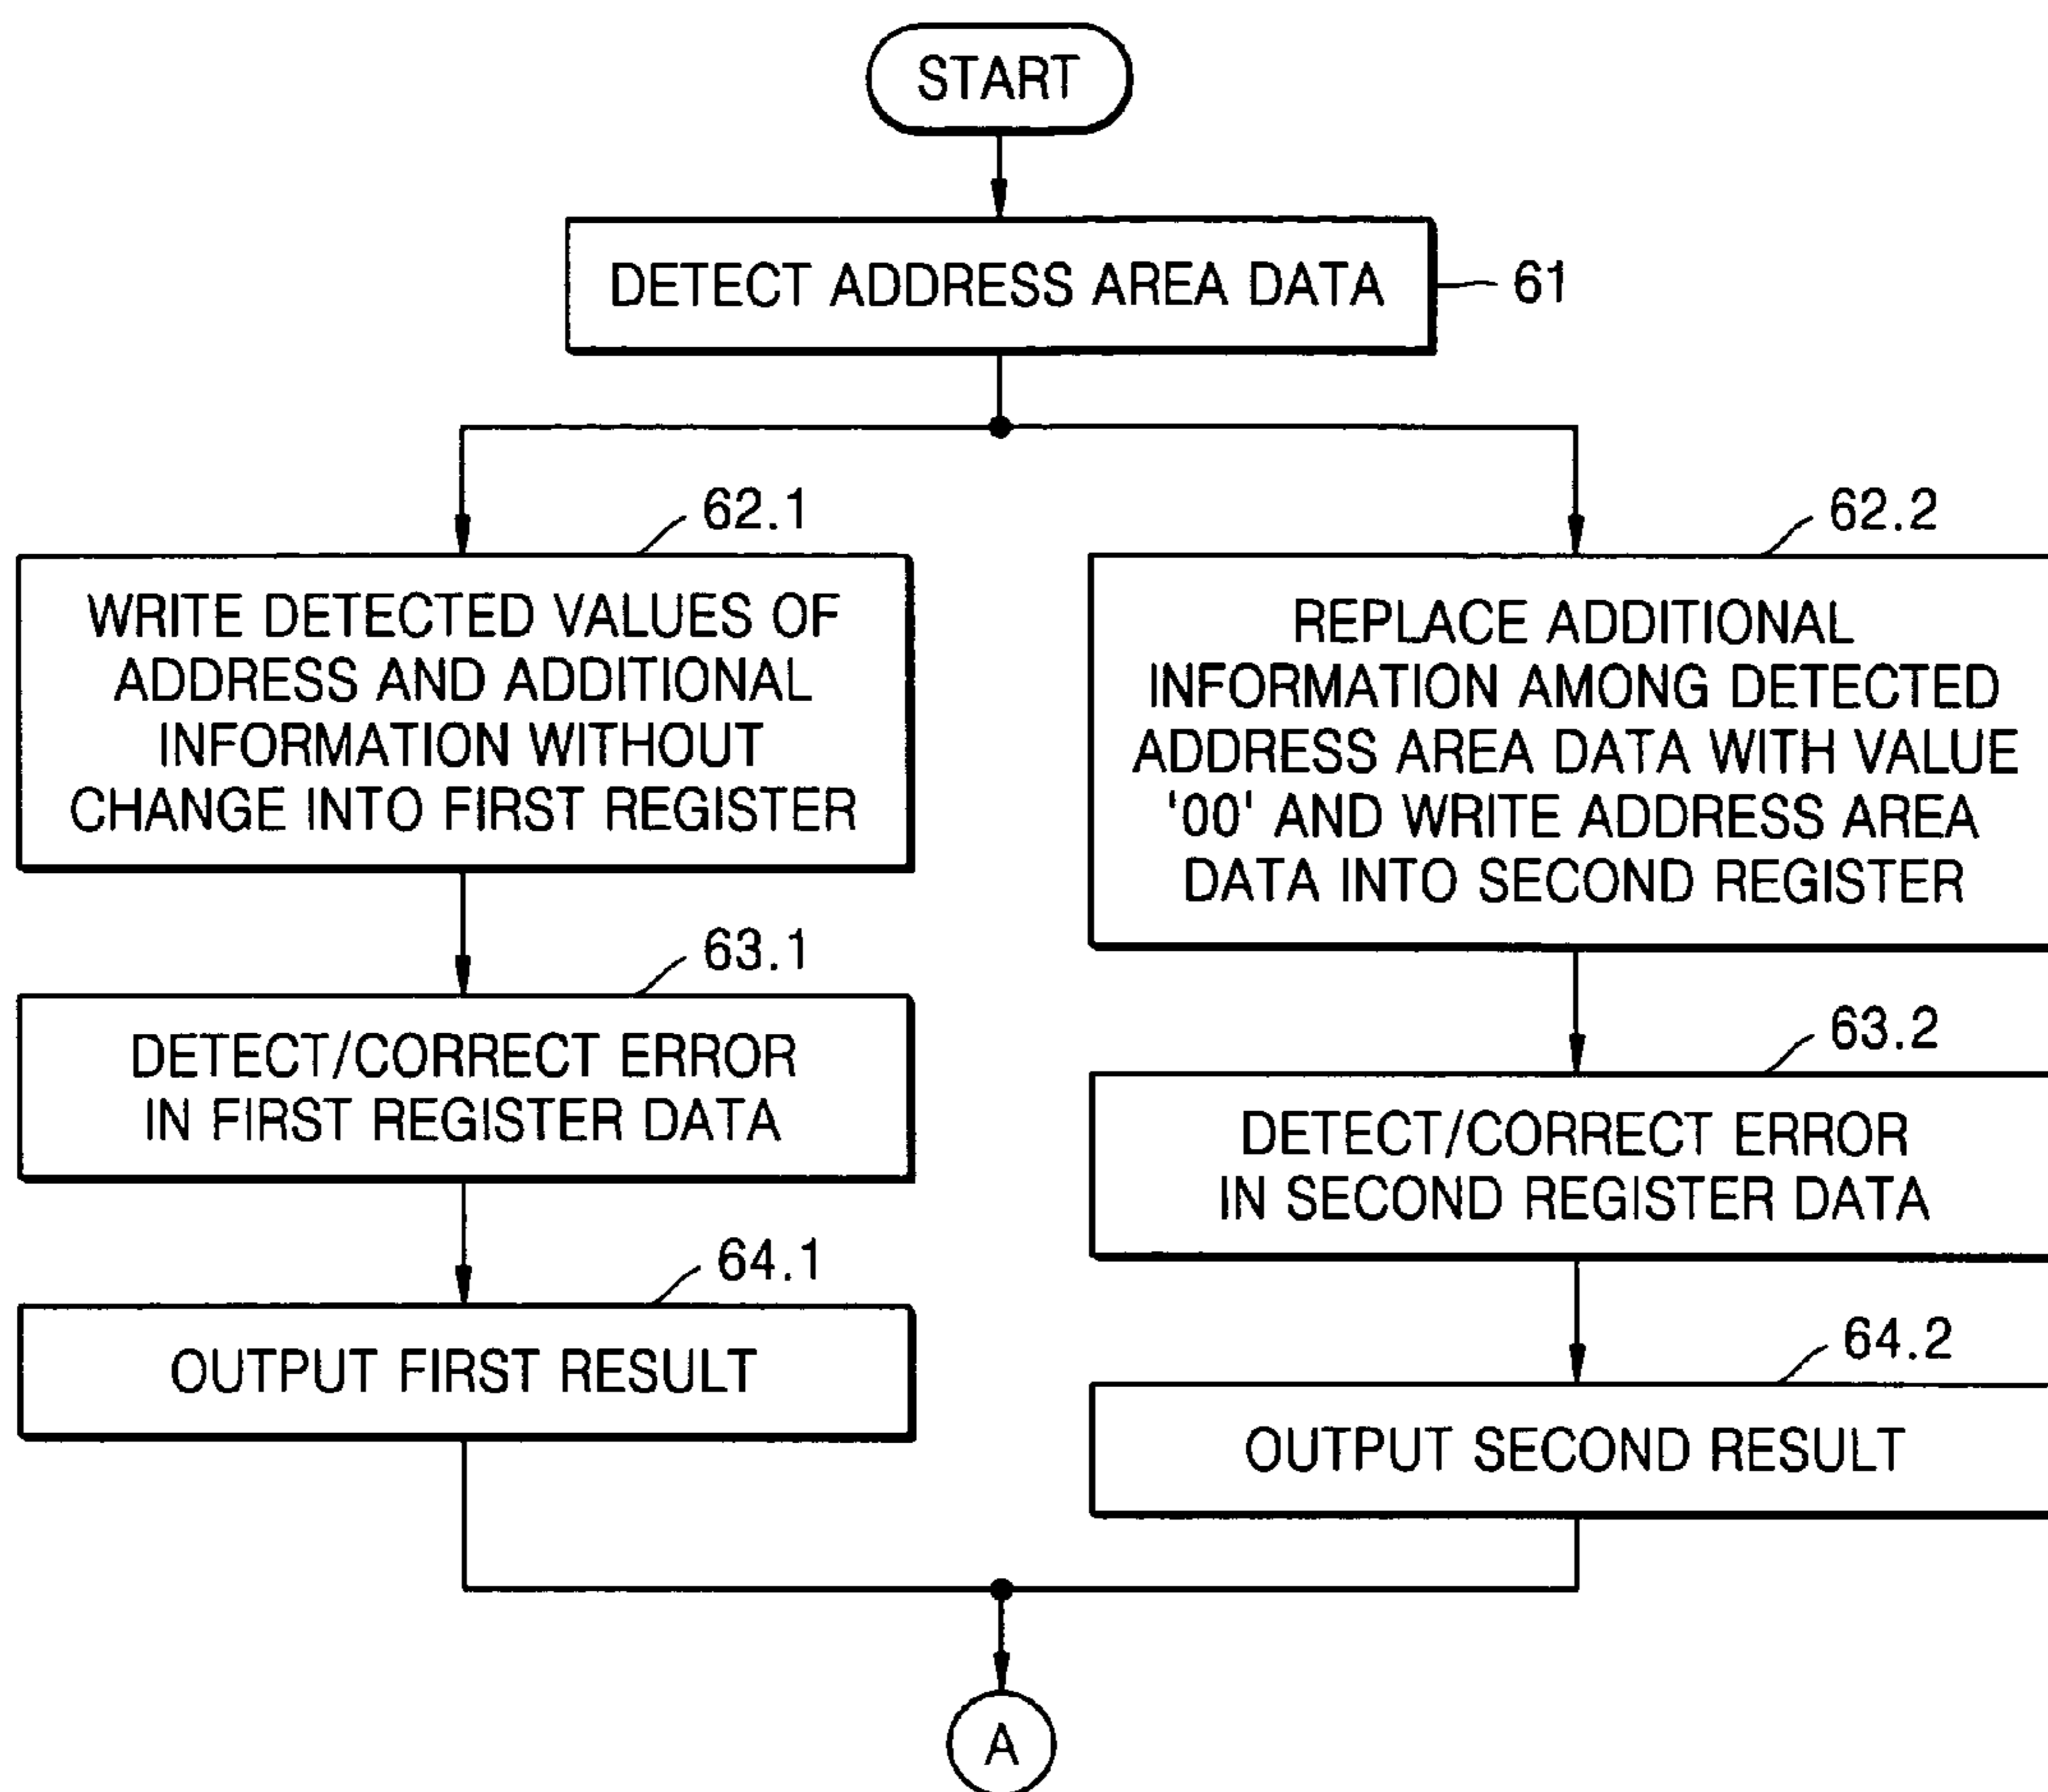 START
DETECT ADDRESS AREA DATA
61
62.1
WRITE DETECTED VALUES OF
ADDRESS AND ADDITIONAL
INFORMATION WITHOUT
CHANGE INTO FIRST REGISTER
62.2
REPLACE ADDITIONAL
INFORMATION AMONG DETECTED
ADDRESS AREA DATA WITH VALUE
'00' AND WRITE ADDRESS AREA
DATA INTO SECOND REGISTER
63.1
DETECT/CORRECT ERROR
IN FIRST REGISTER DATA
63.2
DETECT/CORRECT ERROR
IN SECOND REGISTER DATA
64.1
OUTPUT FIRST RESULT
64.2
OUTPUT SECOND RESULT
A